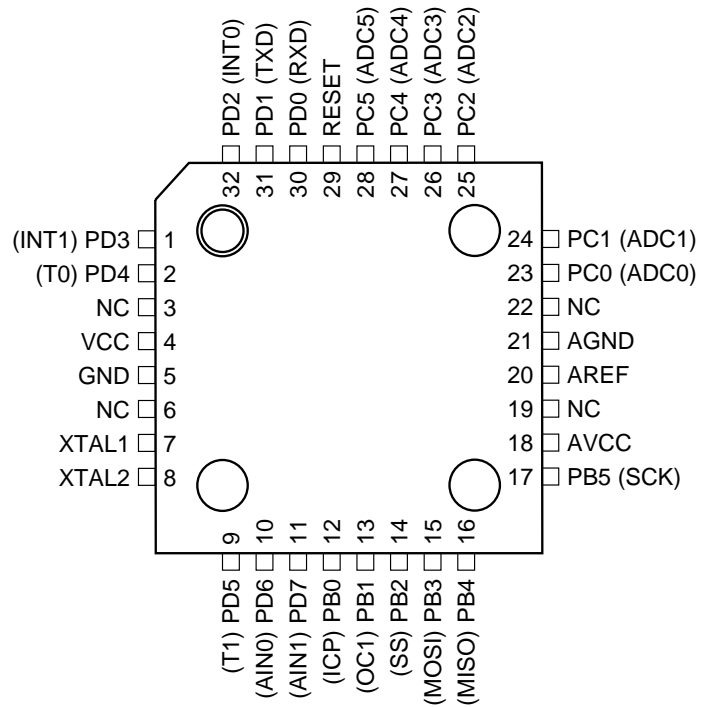 PD2 (INT0)
PD1 (TXD)
PD0 (RXD)
RESET
PC5 (ADC5)
PC4 (ADC4)
PC3 (ADC3)
PC2 (ADC2)
32
31
30
29
28
27
26
25
(INT1) PD3 1
(T0) PD4 2
NC 3
VCC 4
GND 5
NC 6
XTAL1 7
XTAL2 8
24 PC1 (ADC1)
23 PC0 (ADC0)
22 NC
21 AGND
20 AREF
19 NC
18 AVCC
17 PB5 (SCK)
9
10
11
12
13
14
15
16
(T1) PD5
(AIN0) PD6
(AIN1) PD7
(ICP) PB0
(OC1) PB1
(SS) PB2
(MOSI) PB3
(MISO) PB4